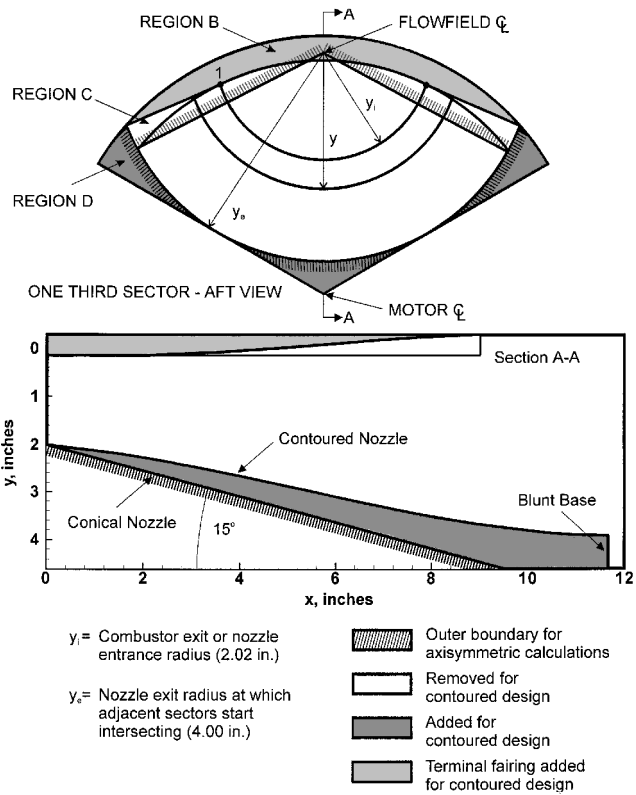 A
REGION B
FLOWFIELD ℄
A
1
REGION C
yᵢ
y
REGION D
yₑ
ONE THIRD SECTOR - AFT VIEW
MOTOR ℄
A
0
Section A-A
1
y, inches
2
Contoured Nozzle
3
Conical Nozzle
15°
Blunt Base
4
0 2 4 6 8 10 12
x, inches
yᵢ = Combustor exit or nozzle
entrance radius (2.02 in.)
yₑ= Nozzle exit radius at which
adjacent sectors start
intersecting (4.00 in.)
Outer boundary for
axisymmetric calculations
Removed for
contoured design
Added for
contoured design
Terminal fairing added
for contoured design